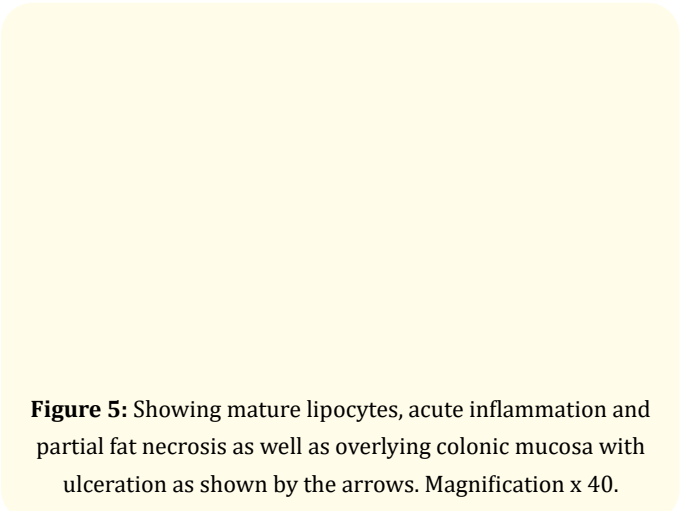 Figure 5: Showing mature lipocytes, acute inflammation and
partial fat necrosis as well as overlying colonic mucosa with
ulceration as shown by the arrows. Magnification x 40.